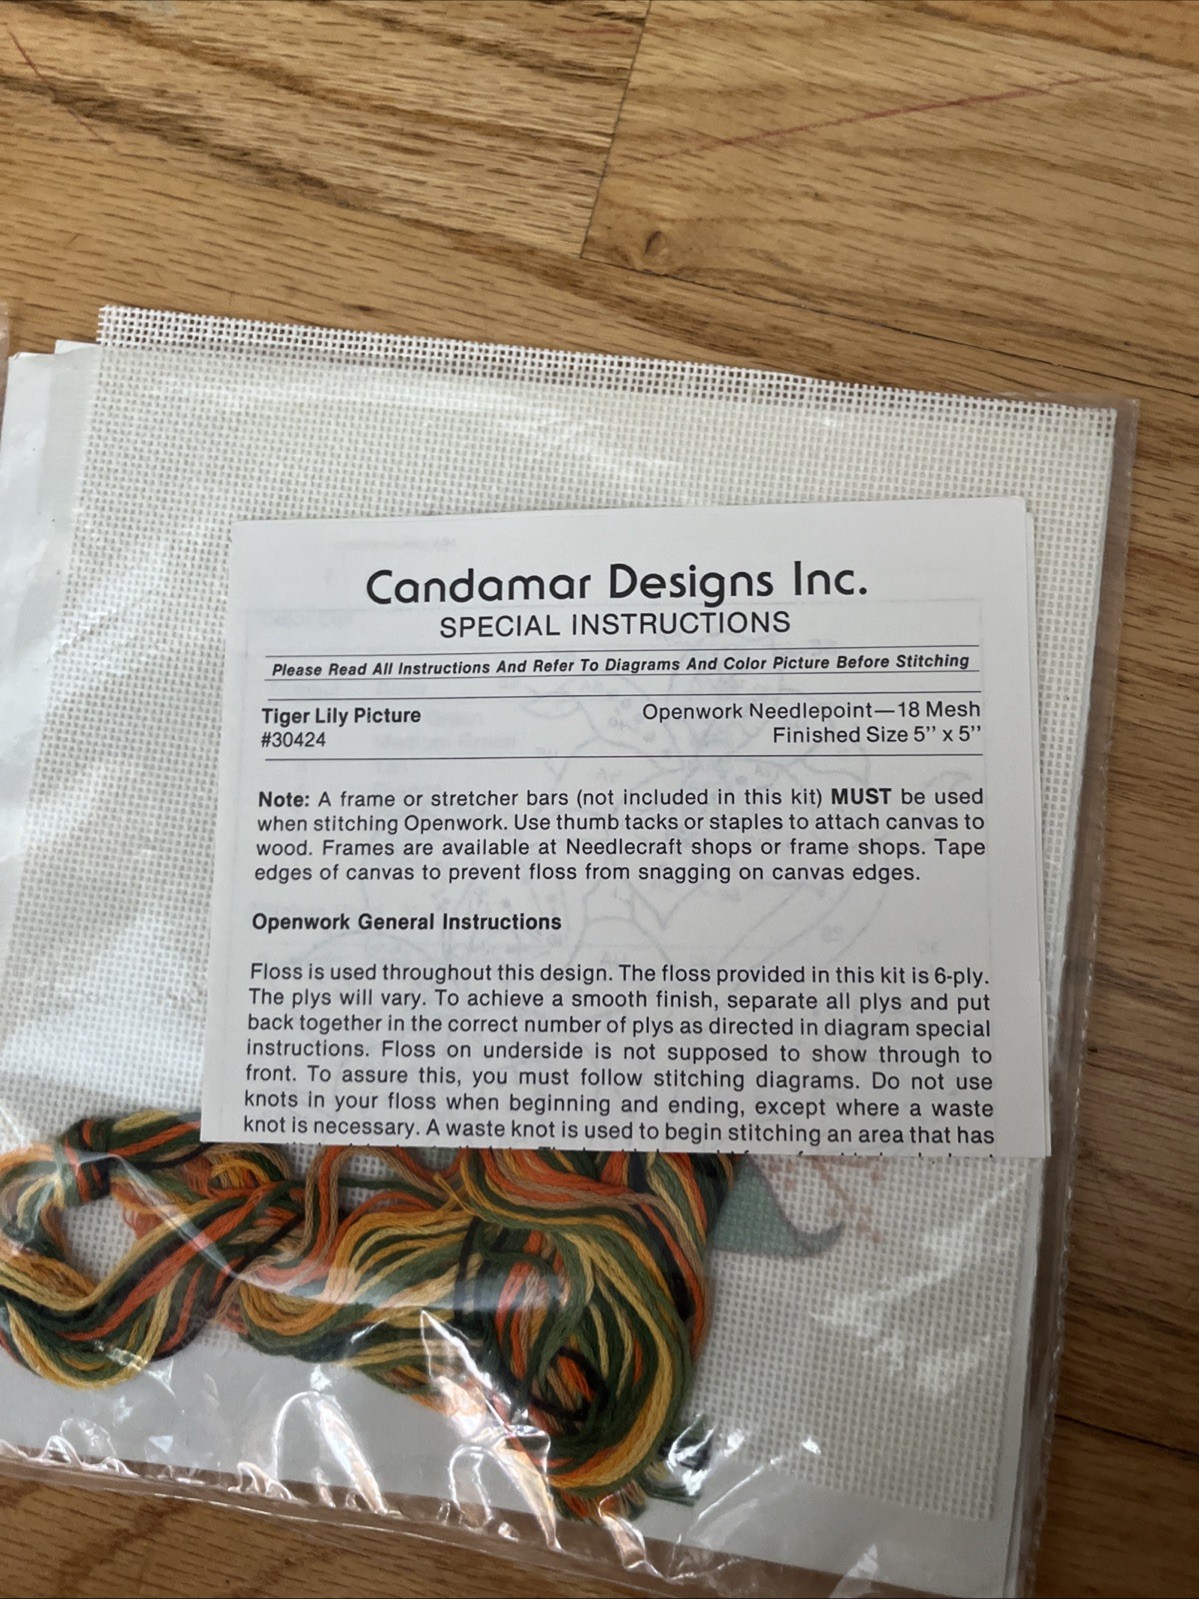 Candamar Designs Inc.
SPECIAL INSTRUCTIONS
Please Read All Instructions And Refer To Diagrams And Color Picture Before Stitching
Tiger Lily Picture
#30424
Openwork Needlepoint—18 Mesh
Finished Size 5" x 5"
Note: A frame or stretcher bars (not included in this kit) MUST be used
when stitching Openwork. Use thumb tacks or staples to attach canvas to
wood. Frames are available at Needlecraft shops or frame shops. Tape
edges of canvas to prevent floss from snagging on canvas edges.
Openwork General Instructions
Floss is used throughout this design. The floss provided in this kit is 6-ply.
The plys will vary. To achieve a smooth finish, separate all plys and put
back together in the correct number of plys as directed in diagram special
instructions. Floss on underside is not supposed to show through to
front. To assure this, you must follow stitching diagrams. Do not use
knots in your floss when beginning and ending, except where a waste
knot is necessary. A waste knot is used to begin stitching an area that has